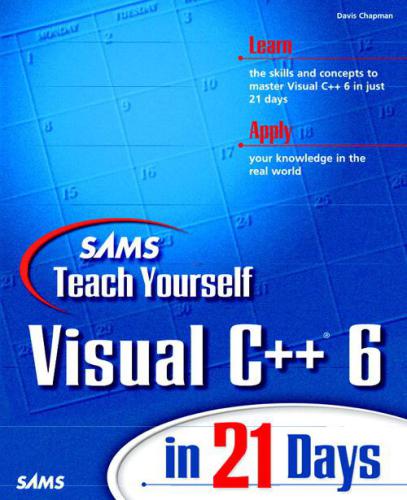 Davis Chapman
Learn
the skills and concepts to
master Visual C++ 6 in just
21 days
Apply
your knowledge in the
real world
SAMS
Teach Yourself
Visual C++® 6
in 21 Days
SAMS